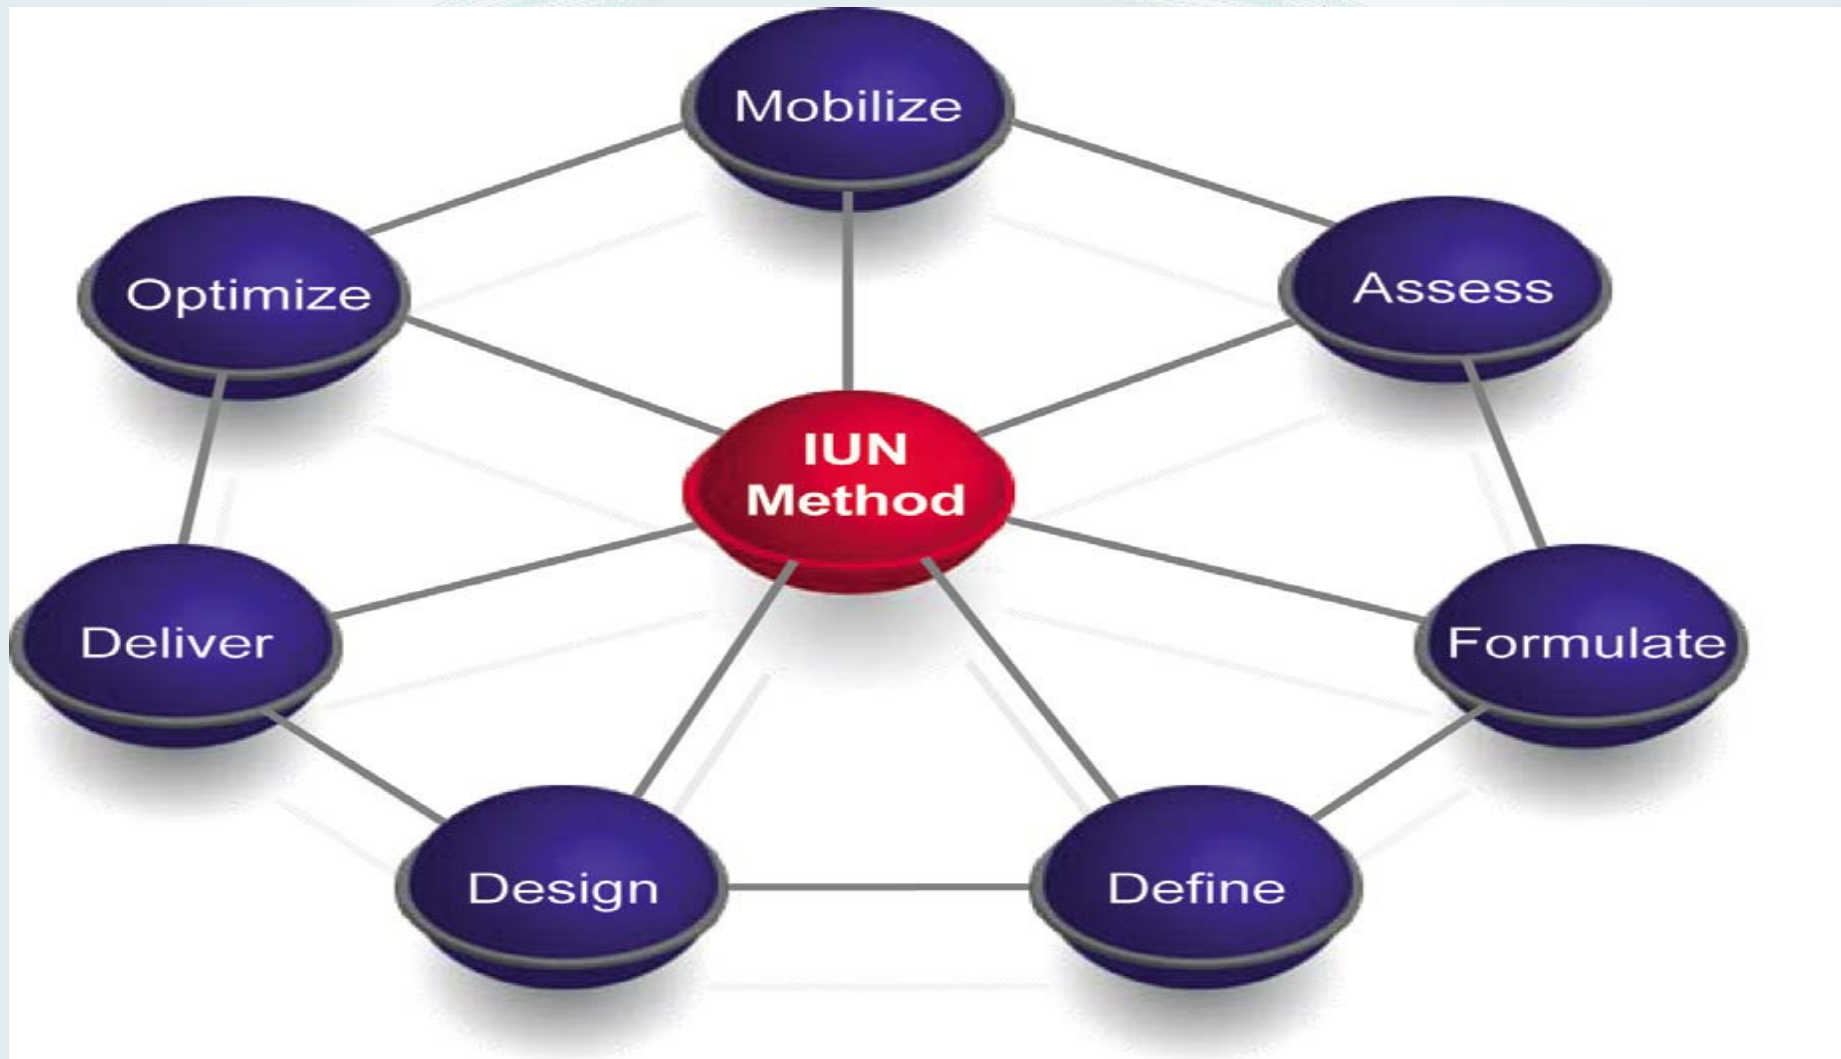 Mobilize
Optimize
Assess
IUN
Method
Deliver
Formulate
Design
Define